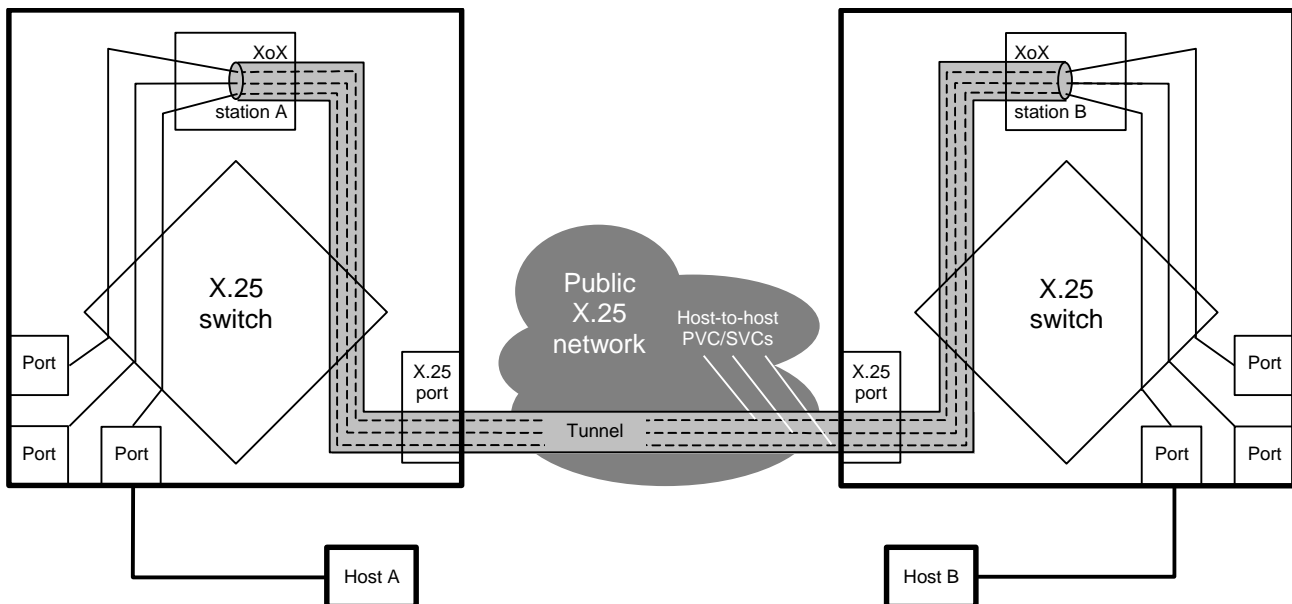 XoX
station A
X.25
switch
Port
Port
Port
X.25
port
Host A
Public
X.25
network
Host-to-host
PVC/SVCs
Tunnel
XoX
station B
X.25
switch
X.25
port
Port
Port
Port
Host B